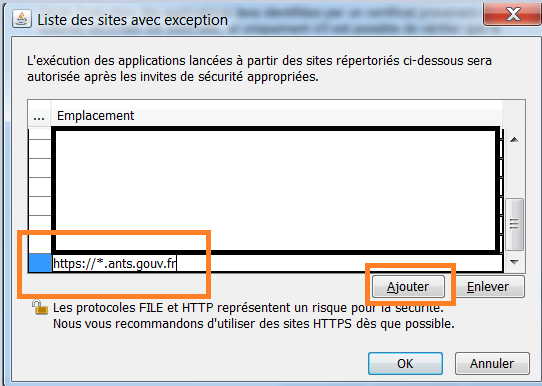 Liste des sites avec exception
L'exécution des applications lancées à partir des sites répertoriés ci-dessous sera
autorisée après les invites de sécurité appropriées.
... Emplacement
https://*.ants.gouv.fr
Ajouter Enlever
Les protocoles FILE et HTTP représentent un risque pour la sécurité.
Nous vous recommandons d'utiliser des sites HTTPS dès que possible.
OK Annuler